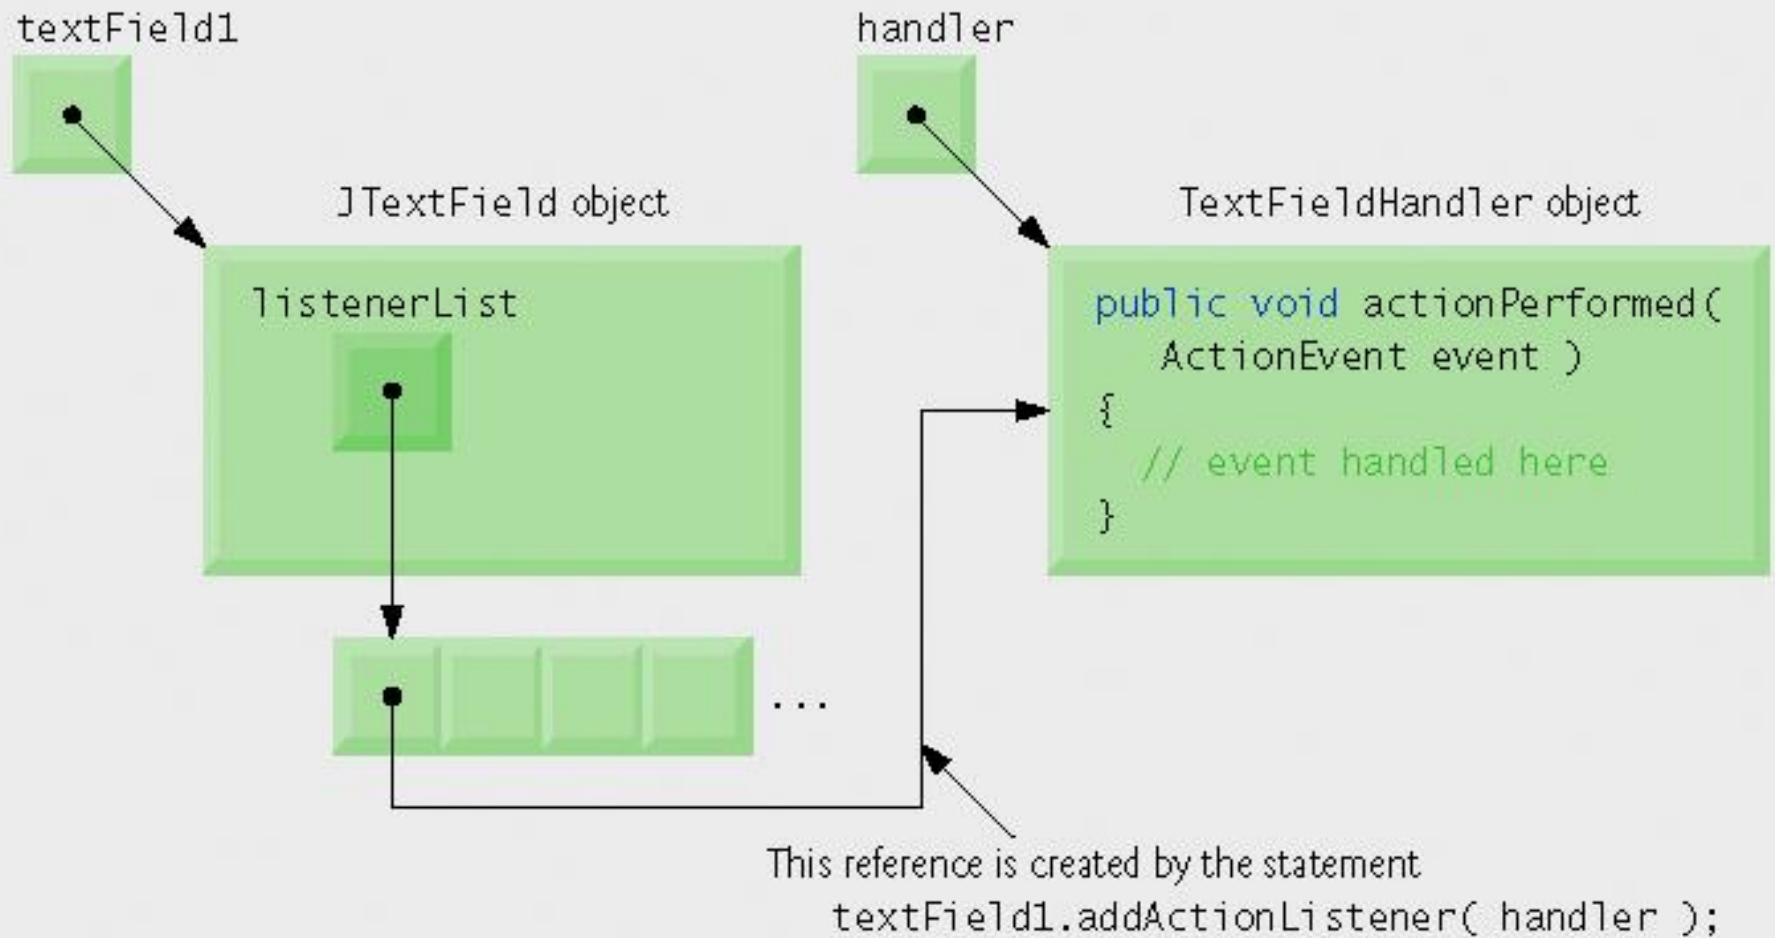 textField1
handler
JTextField object
TextFieldHandler object
listenerList
public void actionPerformed(
ActionEvent event )
{
// event handled here
}
...
This reference is created by the statement
textField1.addActionListener( handler );